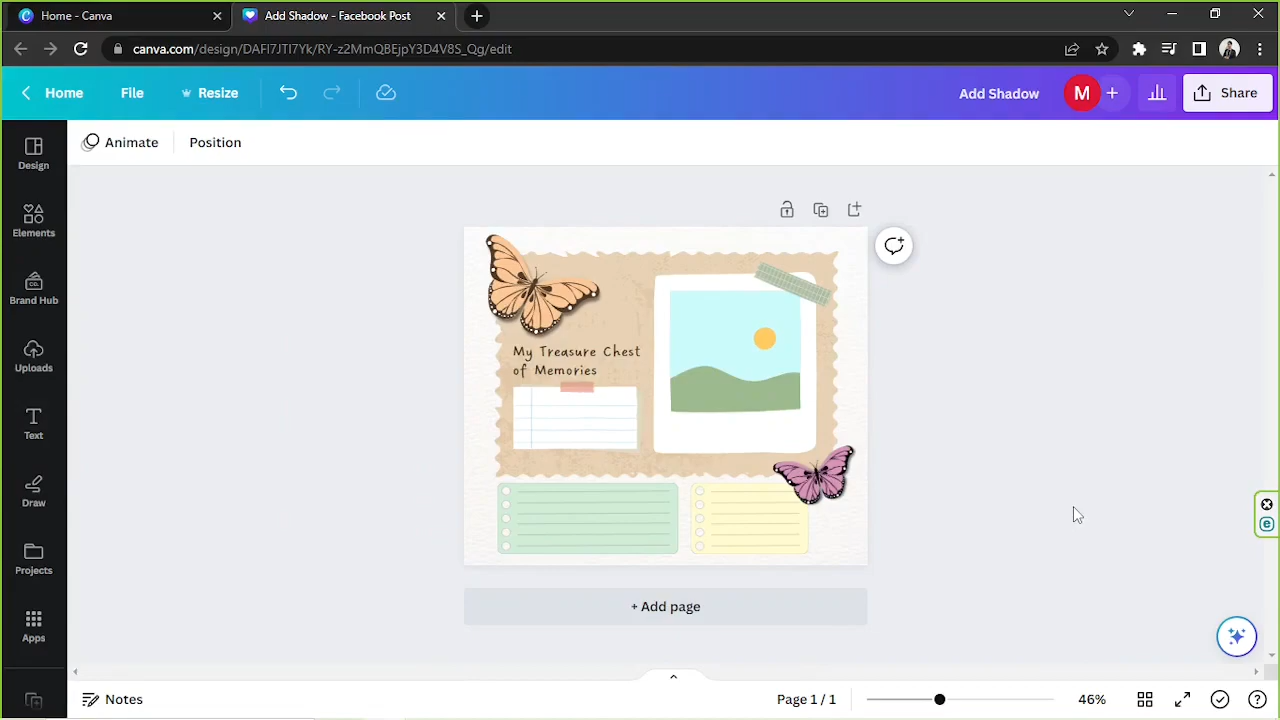 Home - Canva
Add Shadow - Facebook Post
canva.com/design/DAFI7JTI7Yk/RY-z2MmQBEjpY3D4V8S_Qg/edit
Home
File
Resize
Add Shadow
M
Share
Design
Animate
Position
Elements
CO.
Brand Hub
Uploads
Text
Draw
Projects
Apps
My Treasure Chest
of Memories
+ Add page
Notes
Page 1 / 1
46%